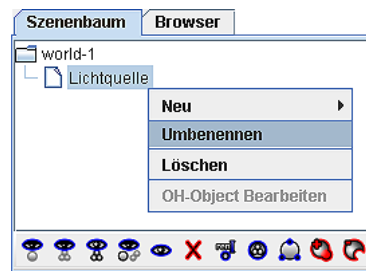 Szenenbaum Browser
world-1
Lichtquelle
Neu
Umbenennen
Löschen
OH-Object Bearbeiten